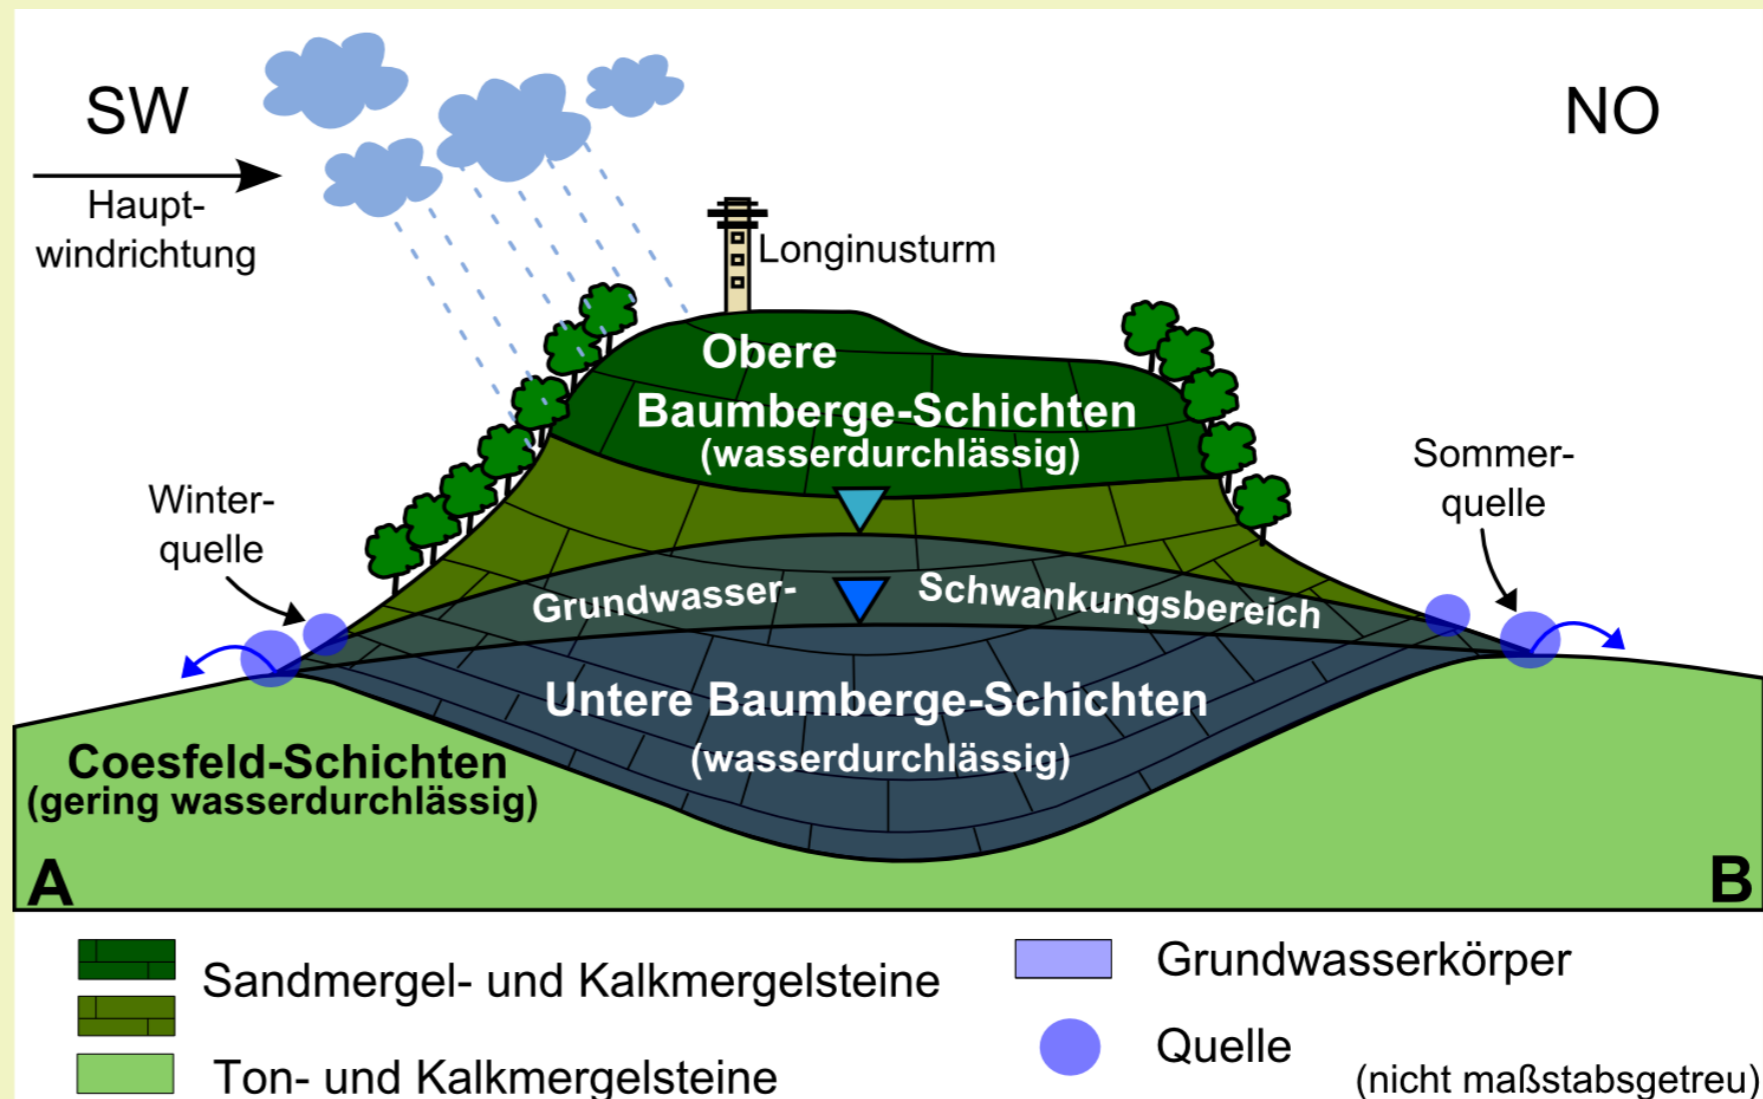 SW
NO
Haupt-
windrichtung
Longinusturm
Obere
Baumberge-Schichten
(wasserdurchlässig)
Winter-
quelle
Sommer-
quelle
Grundwasser- Schwankungsbereich
Untere Baumberge-Schichten
(wasserdurchlässig)
Coesfeld-Schichten
(gering wasserdurchlässig)
A
B
Sandmergel- und Kalkmergelsteine
Ton- und Kalkmergelsteine
Grundwasserkörper
Quelle
(nicht maßstabsgetreu)